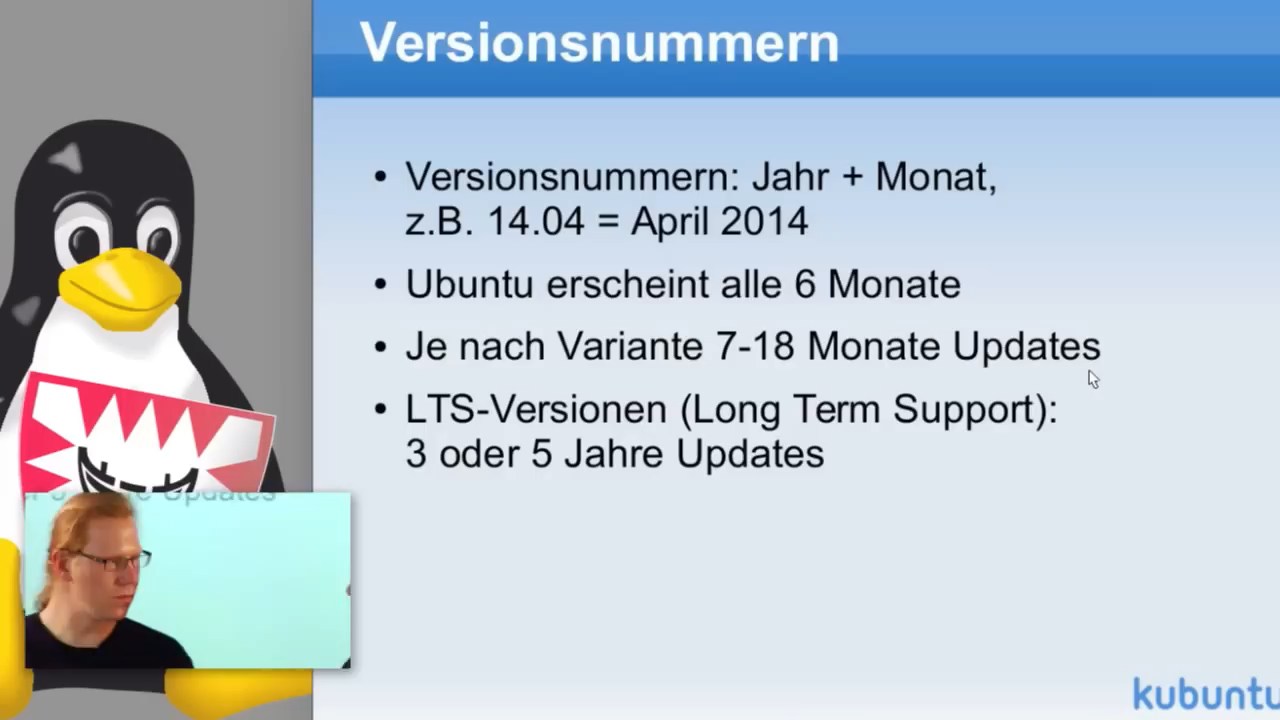 Versionsnummern
• Versionsnummern: Jahr + Monat,
z.B. 14.04 = April 2014
• Ubuntu erscheint alle 6 Monate
• Je nach Variante 7-18 Monate Updates
• LTS-Versionen (Long Term Support):
3 oder 5 Jahre Updates
Updates
kubuntu